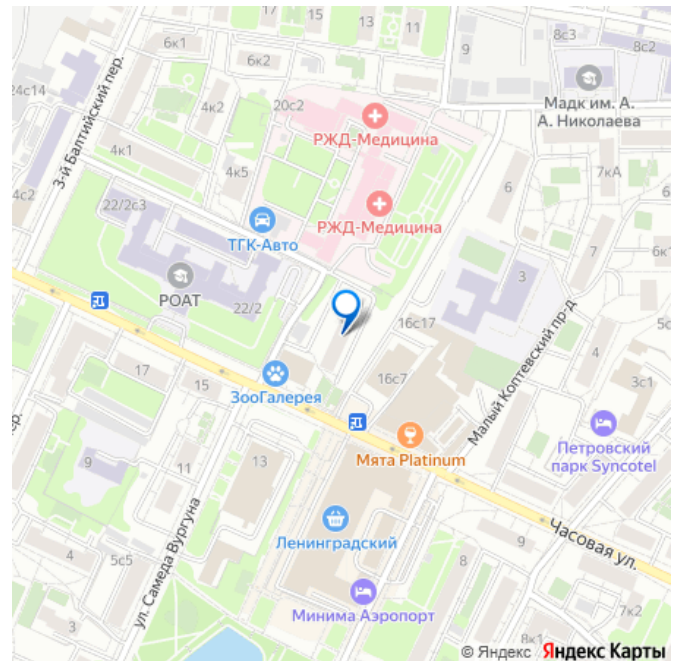 17
15
13
11
6к1
9
8с3
8с2
24с14
3-й Балтийский пер.
6к2
4к2
20с2
РЖД-Медицина
Мадк им. А.
А. Николаева
4к1
4к5
7кА
6
4с2
22/2с3
РЖД-Медицина
ТГК-Авто
7
6к
РОАТ
22/2
3
16с17
5с
4
17
15
ЗооГалерея
16с7
Малый Коптевский пр-д
3с1
9
11
13
Мята Platinum
Петровский
парк Syncotel
пер.
ул. Самеда Вургуна
Ленинградский
Часовая ул.
4
5с5
8
9
Минима Аэропорт
7к2
3
8к1
© Яндекс Яндекс Карты